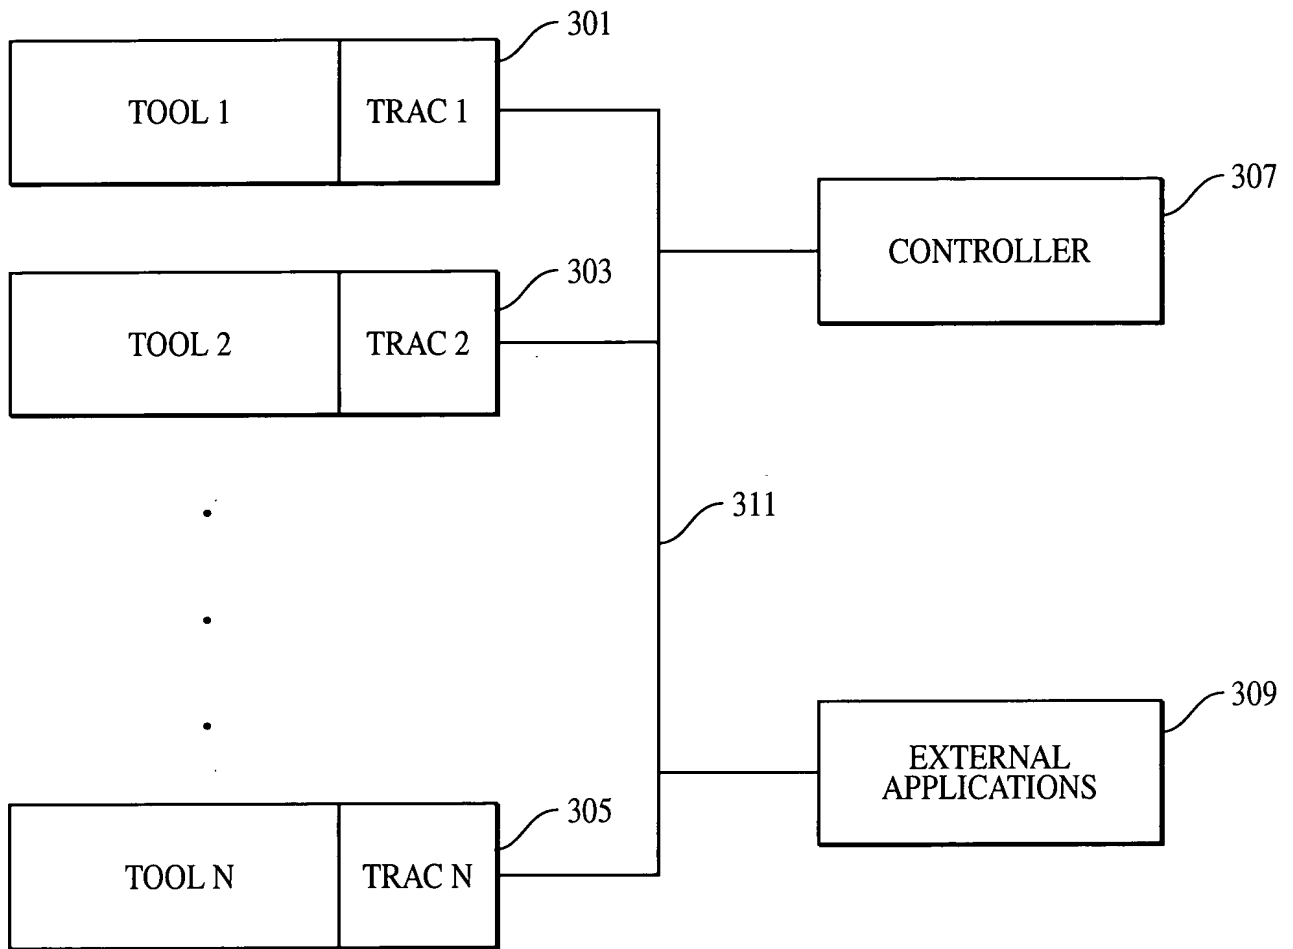 301
TOOL 1 TRAC 1
307
CONTROLLER
303
TOOL 2 TRAC 2
311
309
EXTERNAL
APPLICATIONS
305
TOOL N TRAC N